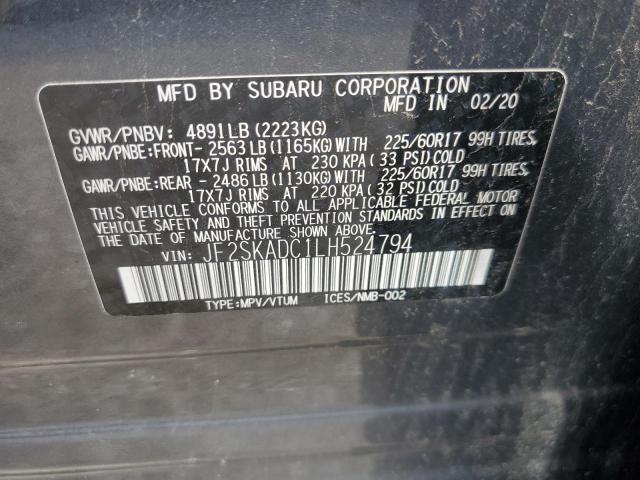 MFD BY SUBARU CORPORATION
MFD IN 02/20
GVWR/PNBV: 4891LB (2223KG)
GAWR/PNBE:FRONT- 2563LB(1165KG)WITH 225/60R17 99H TIRES,
17X7J RIMS AT 230 KPA( 33 PSI)COLD
GAWR/PNBE:REAR - 2486LB(1130KG)WITH 225/60R17 99H TIRES,
17X7J RIMS AT 220 KPA( 32 PSI)COLD
THIS VEHICLE CONFORMS TO ALL APPLICABLE FEDERAL MOTOR
VEHICLE SAFETY AND THEFT PREVENTION STANDARDS IN EFFECT ON
THE DATE OF MANUFACTURE SHOWN ABOVE.
VIN: JF2SKADC1LH524794
TYPE:MPV/VTUM ICES/NMB-002